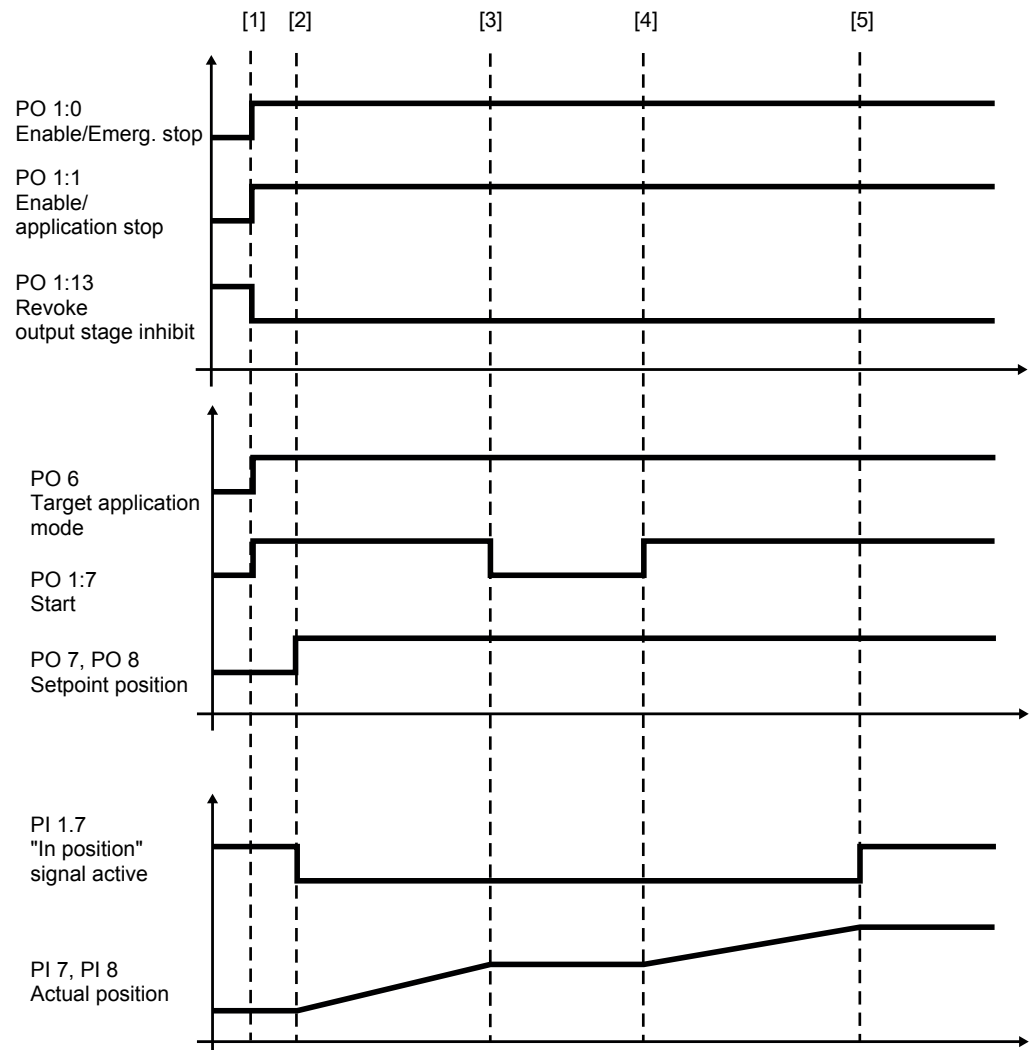 [1] [2] [3] [4] [5]
PO 1:0
Enable/Emerg. stop
PO 1:1
Enable/
application stop
PO 1:13
Revoke
output stage inhibit
PO 6
Target application
mode
PO 1:7
Start
PO 7, PO 8
Setpoint position
PI 1.7
"In position"
signal active
PI 7, PI 8
Actual position